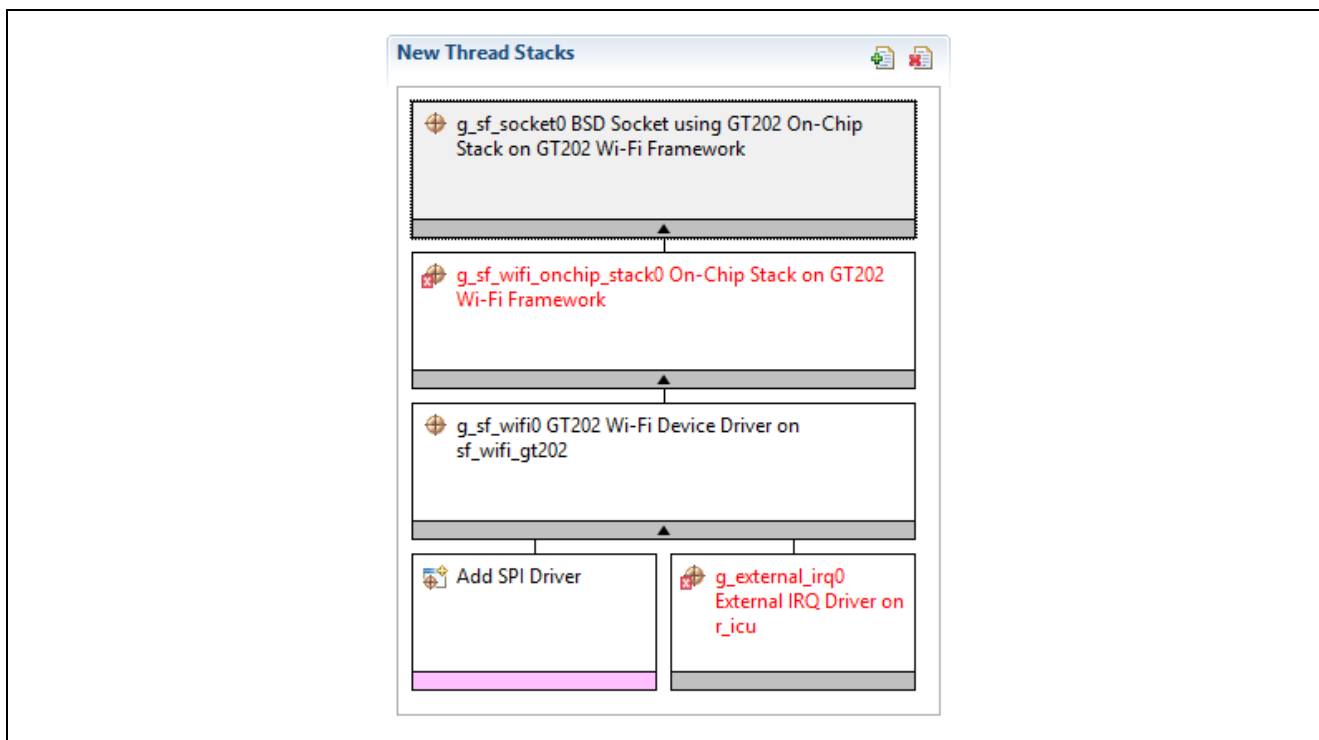 New Thread Stacks
g_sf_socket0 BSD Socket using GT202 On-Chip
Stack on GT202 Wi-Fi Framework
g_sf_wifi_onchip_stack0 On-Chip Stack on GT202
Wi-Fi Framework
g_sf_wifi0 GT202 Wi-Fi Device Driver on
sf_wifi_gt202
Add SPI Driver
g_external_irq0
External IRQ Driver on
r_icu